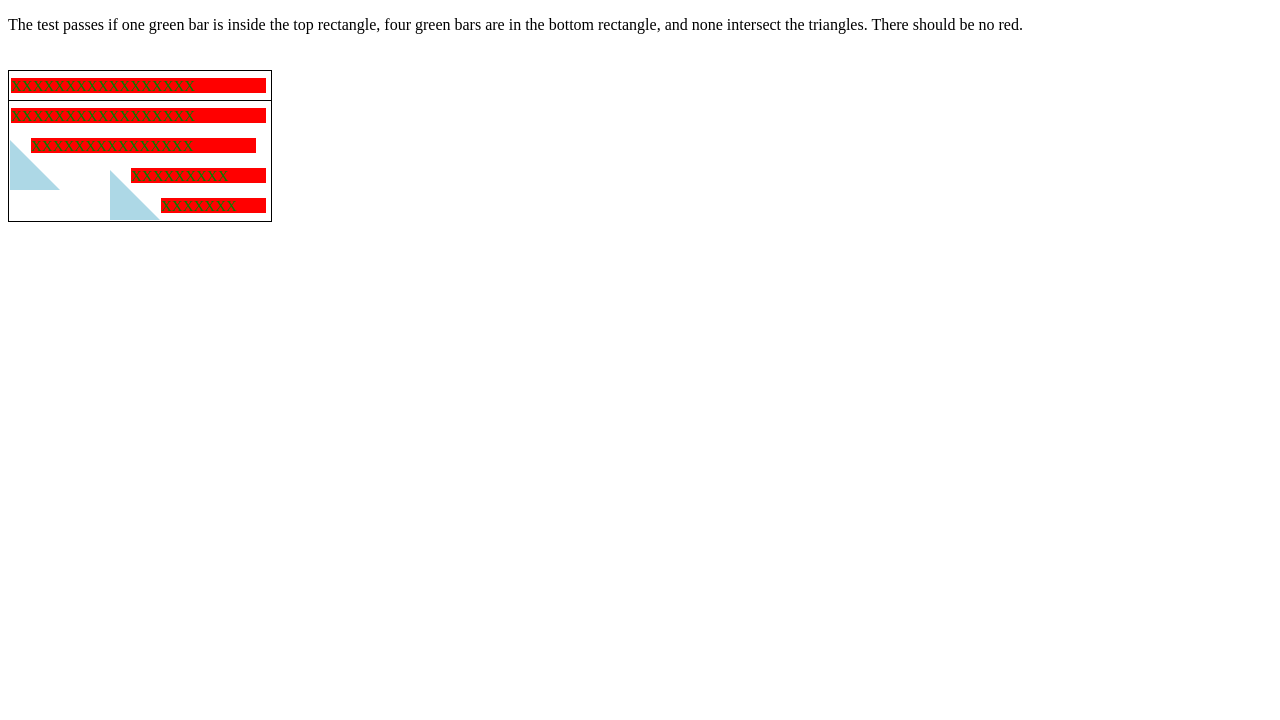 The test passes if one green bar is inside the top rectangle, four green bars are in the bottom rectangle, and none intersect the triangles. There should be no red.
XXXXXXXXXXXXXXXXX
XXXXXXXXXXXXXXXXX
XXXXXXXXXXXXXXX
XXXXXXXXX
XXXXXXX